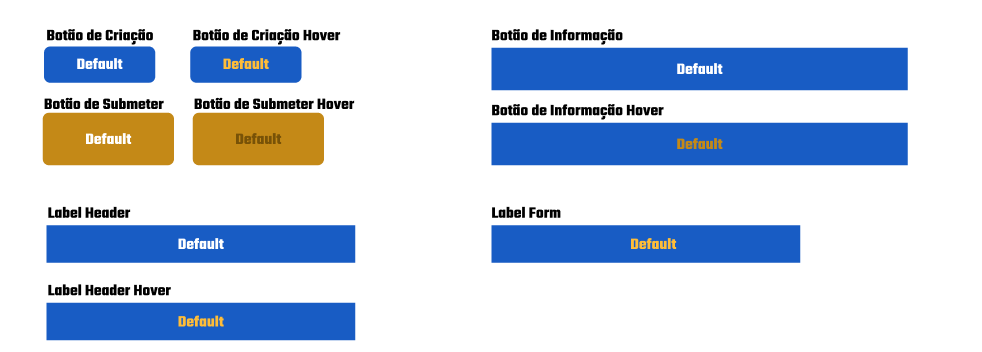 Botão de Criação
Default
Botão de Criação Hover
Default
Botão de Submeter
Default
Botão de Submeter Hover
Default
Label Header
Default
Label Header Hover
Default
Botão de Informação
Default
Botão de Informação Hover
Default
Label Form
Default